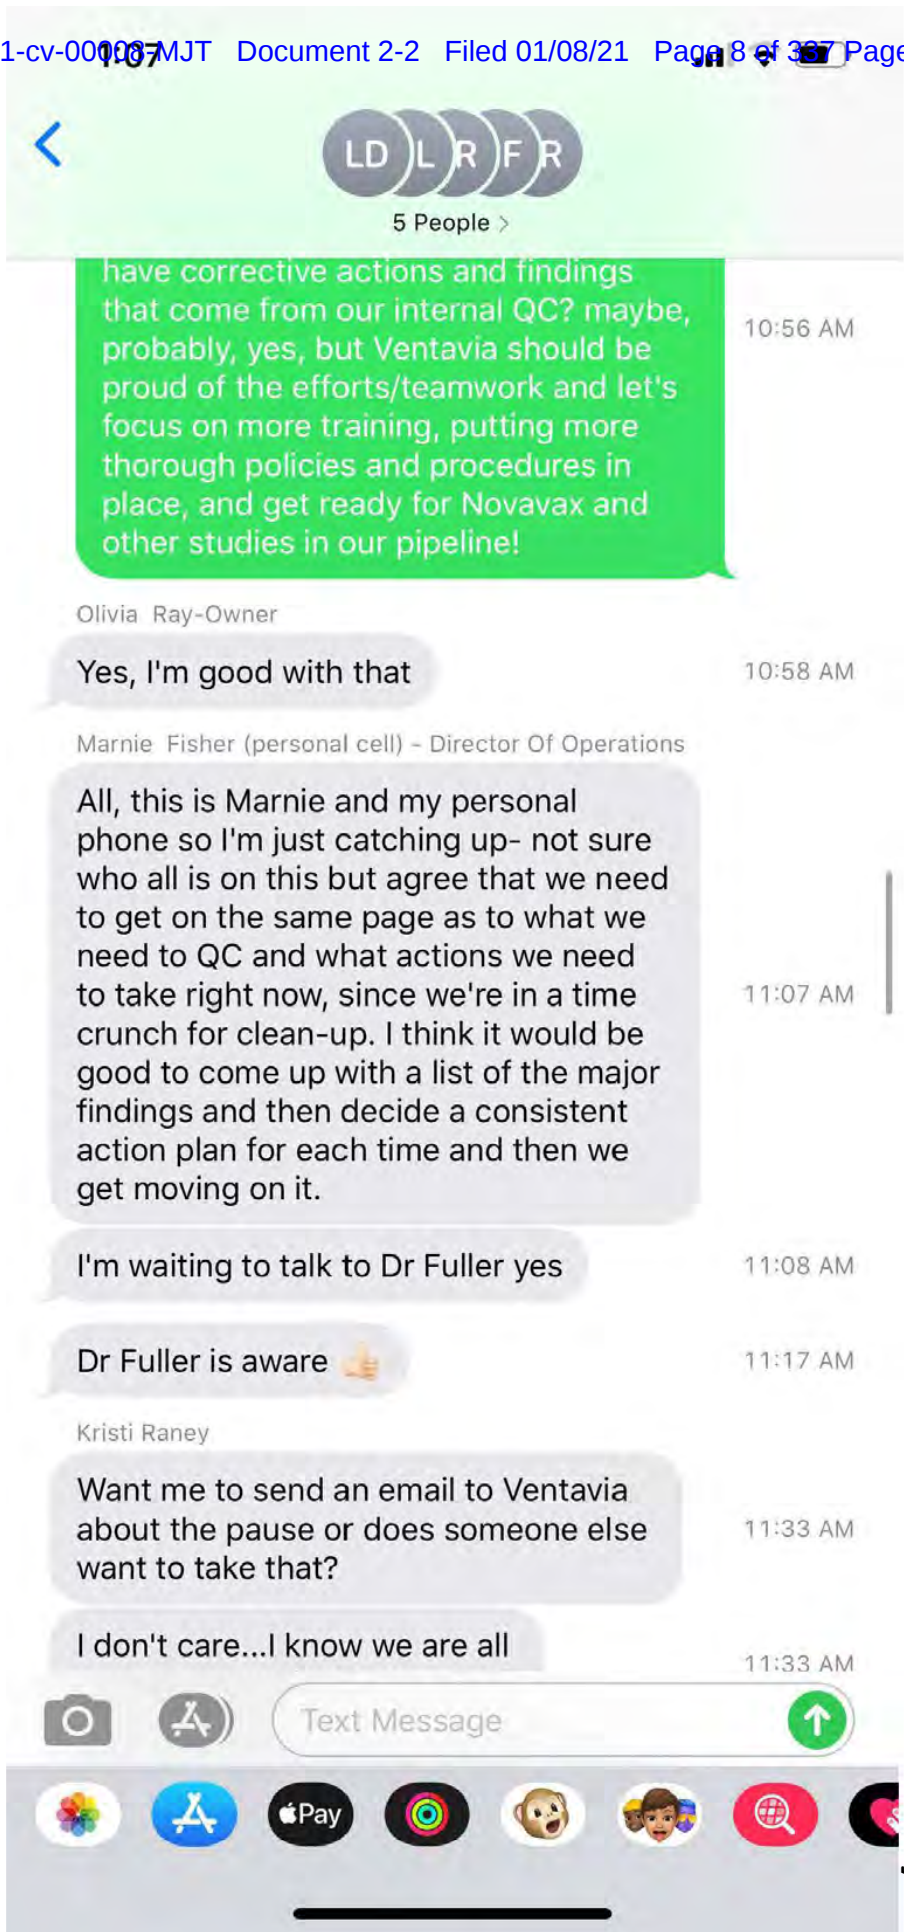 1-cv-00008-MJT Document 2-2 Filed 01/08/21 Page 8 of 337 Page
1:07
LD L R F R
5 People >
have corrective actions and findings
that come from our internal QC? maybe,
probably, yes, but Ventavia should be
proud of the efforts/teamwork and let's
focus on more training, putting more
thorough policies and procedures in
place, and get ready for Novavax and
other studies in our pipeline!
10:56 AM
Olivia Ray-Owner
Yes, I'm good with that
10:58 AM
Marnie Fisher (personal cell) - Director Of Operations
All, this is Marnie and my personal
phone so I'm just catching up- not sure
who all is on this but agree that we need
to get on the same page as to what we
need to QC and what actions we need
to take right now, since we're in a time
crunch for clean-up. I think it would be
good to come up with a list of the major
findings and then decide a consistent
action plan for each time and then we
get moving on it.
11:07 AM
I'm waiting to talk to Dr Fuller yes
11:08 AM
Dr Fuller is aware 👍🏻
11:17 AM
Kristi Raney
Want me to send an email to Ventavia
about the pause or does someone else
want to take that?
11:33 AM
I don't care...I know we are all
11:33 AM
Text Message
Pay